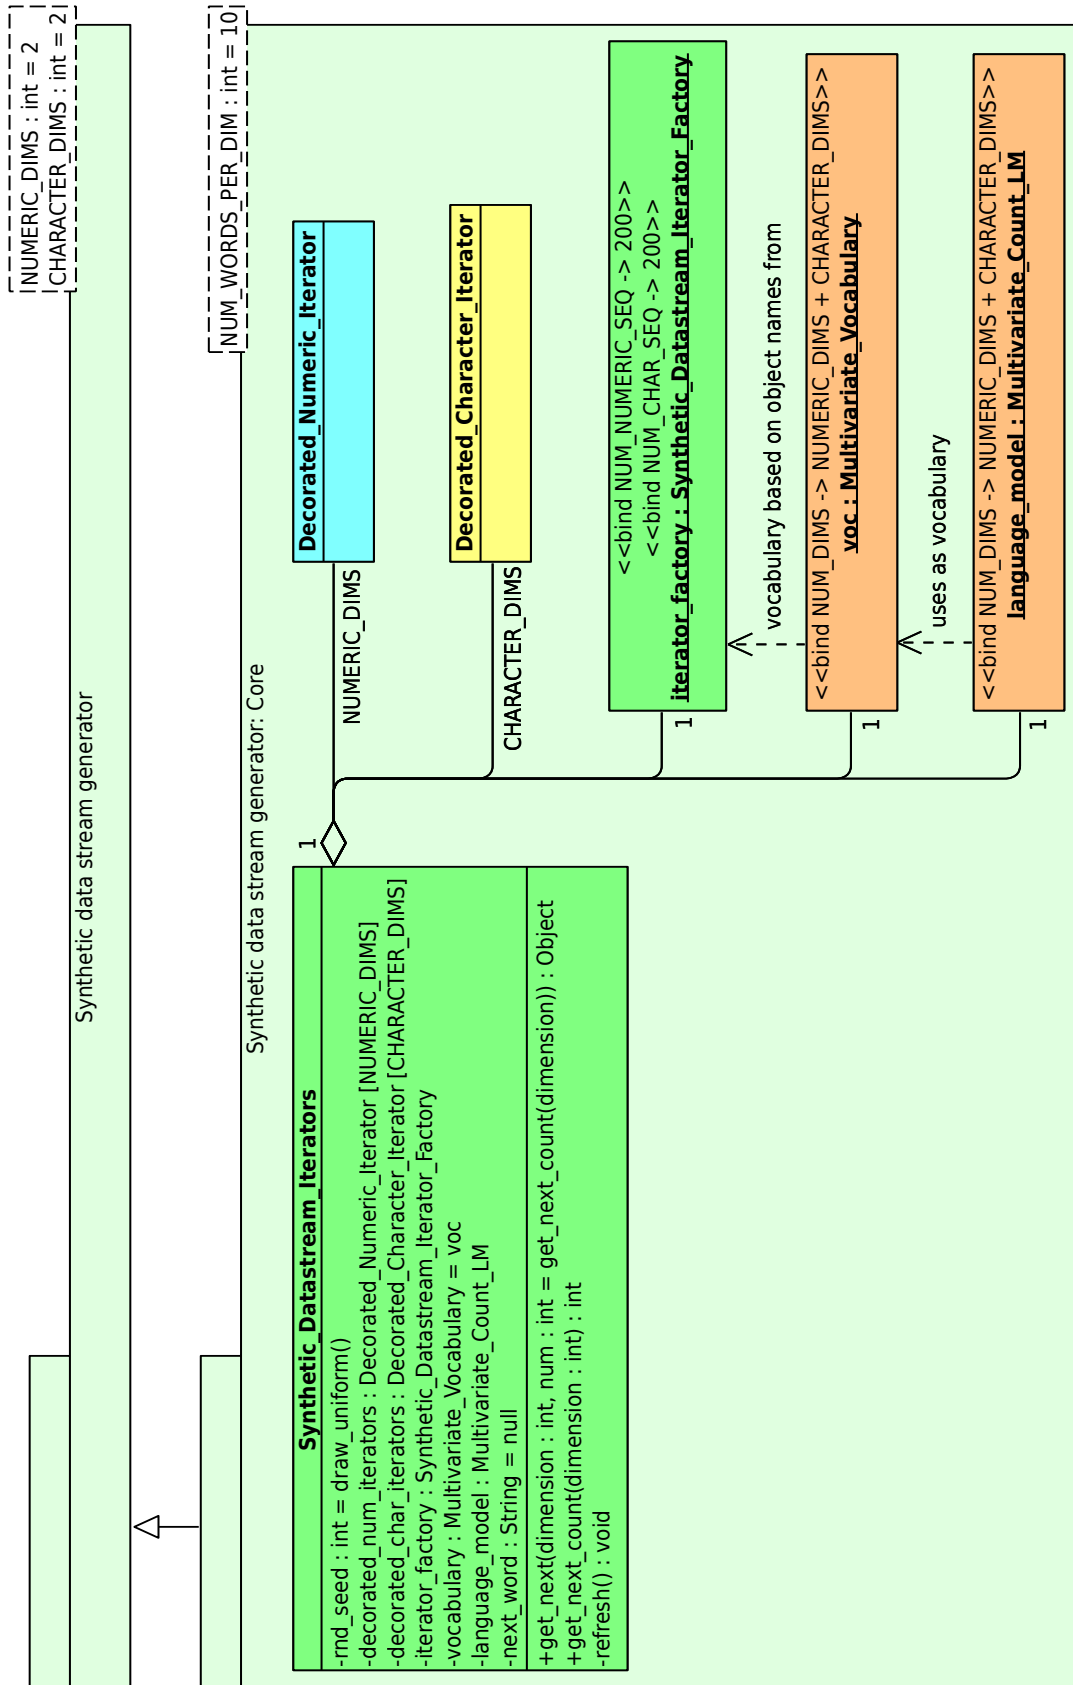 NUMERIC_DIMS : int = 2
CHARACTER_DIMS : int = 2
Synthetic data stream generator
NUM_WORDS_PER_DIM : int = 10
Synthetic data stream generator: Core
Synthetic_Datastream_Iterators
-rnd_seed : int = draw_uniform()
-decorated_num_iterators : Decorated_Numeric_Iterator [NUMERIC_DIMS]
-decorated_char_iterators : Decorated_Character_Iterator [CHARACTER_DIMS]
-iterator_factory : Synthetic_Datastream_Iterator_Factory
-vocabulary : Multivariate_Vocabulary = voc
-language_model : Multivariate_Count_LM
-next_word : String = null
+get_next(dimension : int, num : int = get_next_count(dimension)) : Object
+get_next_count(dimension : int) : int
-refresh() : void
1
Decorated_Numeric_Iterator
NUMERIC_DIMS
Decorated_Character_Iterator
CHARACTER_DIMS
<<bind NUM_NUMERIC_SEQ -> 200>>
<<bind NUM_CHAR_SEQ -> 200>>
iterator_factory : Synthetic_Datastream_Iterator_Factory
1
vocabulary based on object names from
<<bind NUM_DIMS -> NUMERIC_DIMS + CHARACTER_DIMS>>
voc : Multivariate_Vocabulary
1
uses as vocabulary
<<bind NUM_DIMS -> NUMERIC_DIMS + CHARACTER_DIMS>>
language_model : Multivariate_Count_LM
1